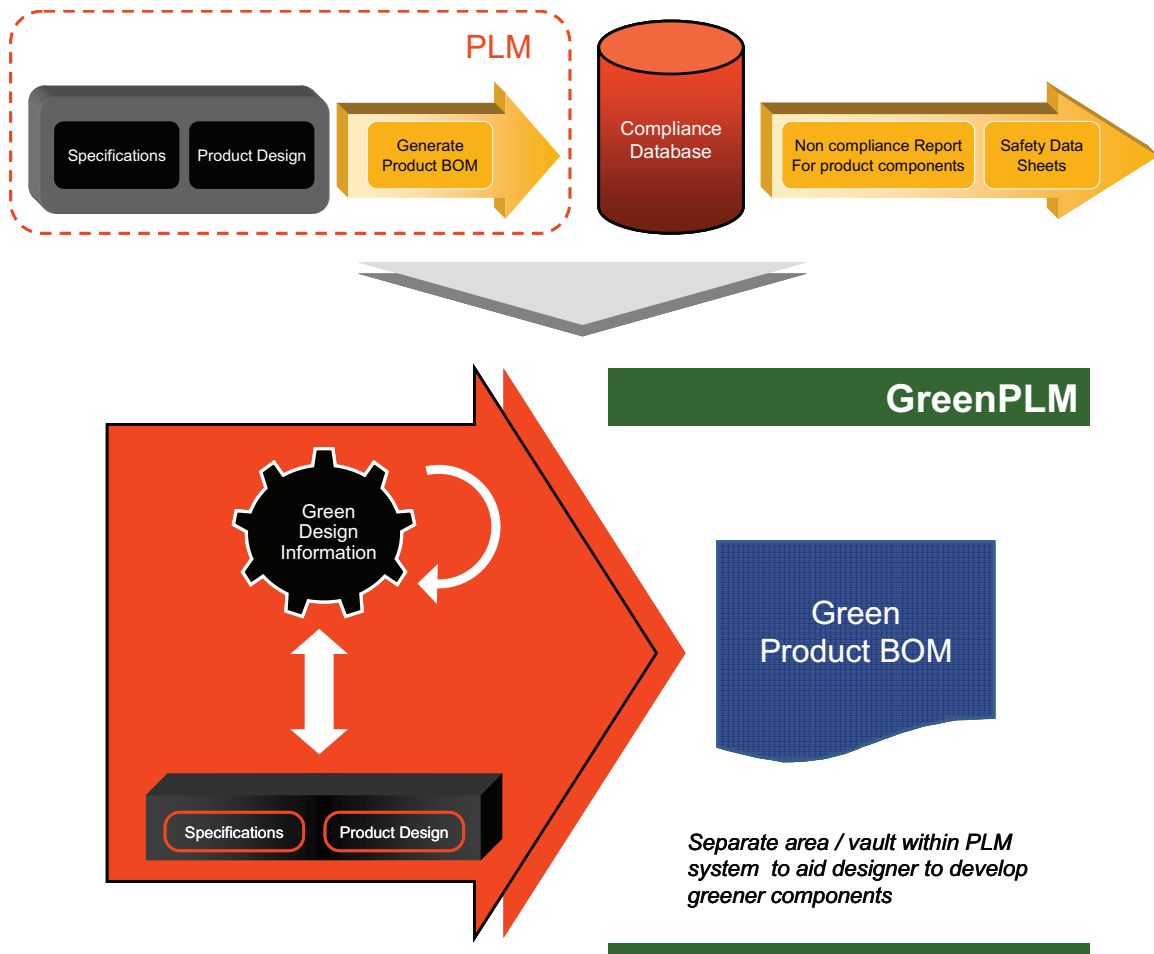 PLM
Specifications
Product Design
Generate
Product BOM
Compliance
Database
Non compliance Report
For product components
Safety Data
Sheets
GreenPLM
Green
Design
Information
Specifications
Product Design
Green
Product BOM
Separate area / vault within PLM
system to aid designer to develop
greener components